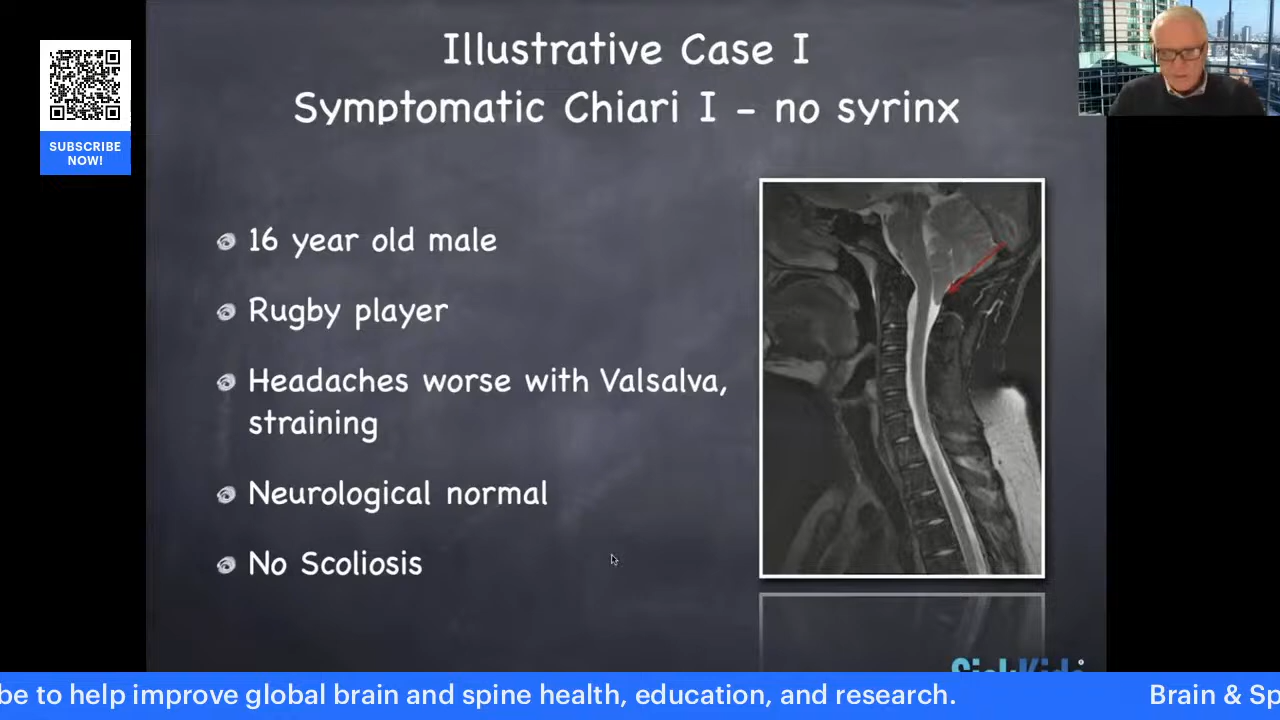 Illustrative Case I
Symptomatic Chiari I - no syrinx
SUBSCRIBE
NOW!
16 year old male
Rugby player
Headaches worse with Valsalva,
straining
Neurological normal
No Scoliosis
SickKids
be to help improve global brain and spine health, education, and research. Brain & Sp